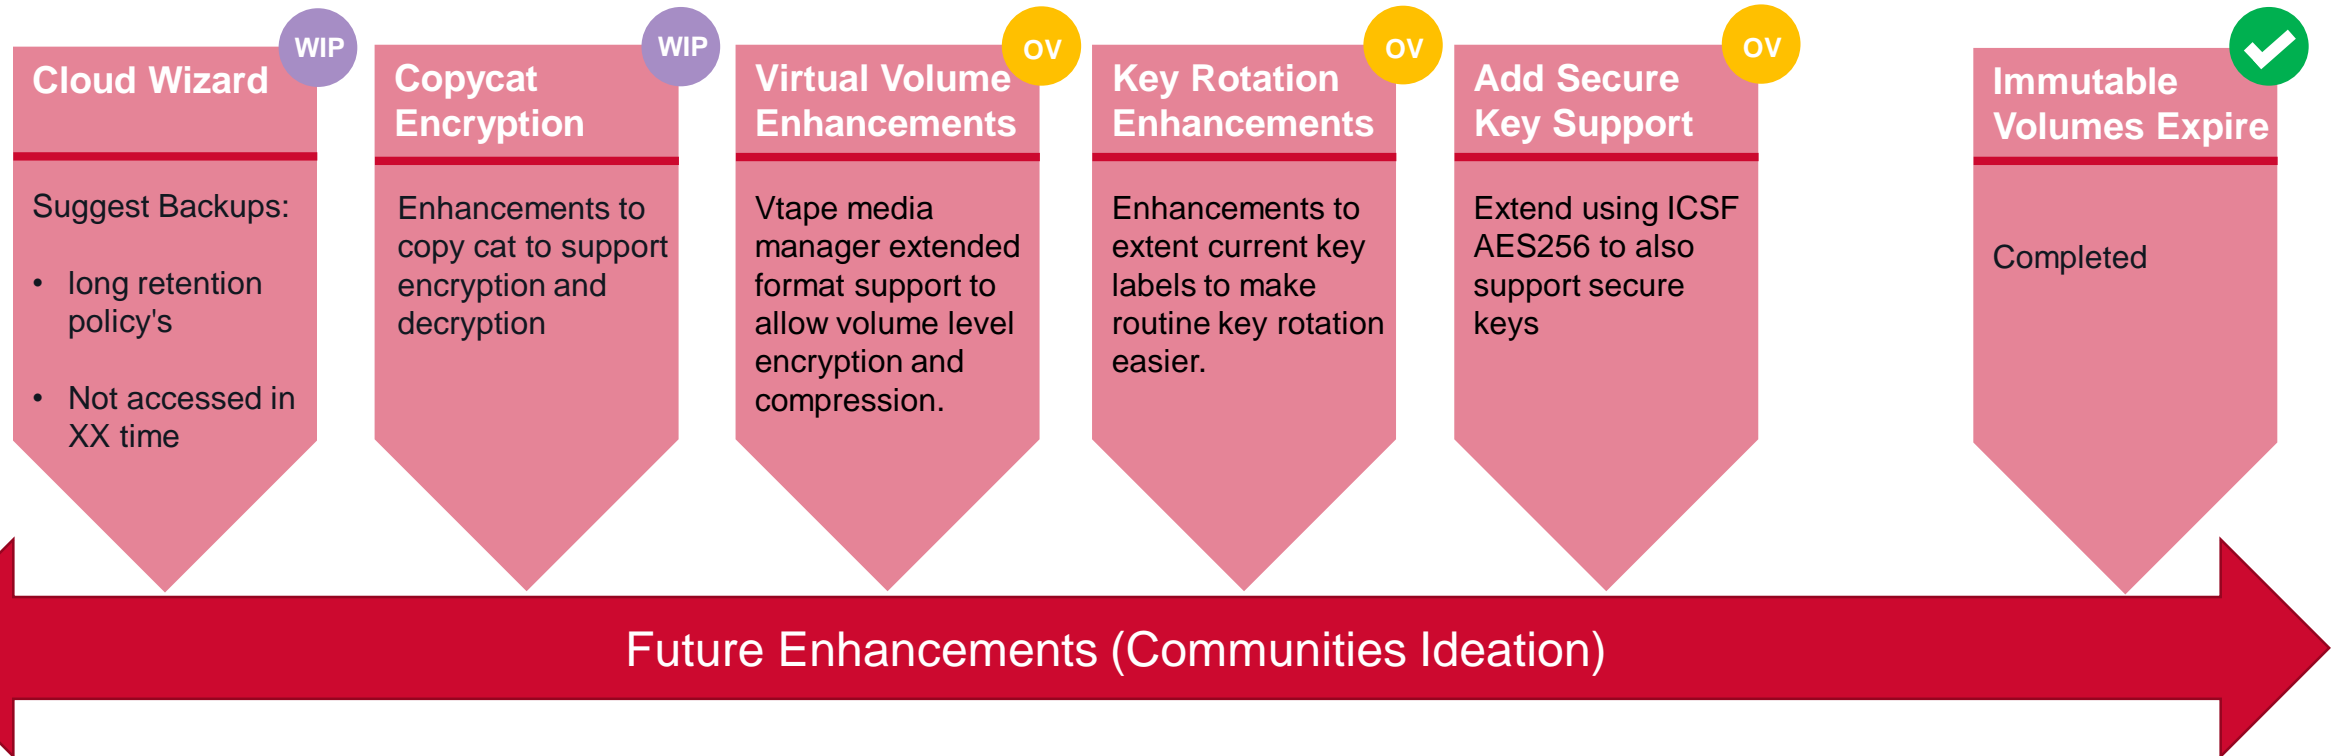 WIP
Cloud Wizard
Suggest Backups:
• long retention
policy's
• Not accessed in
XX time
WIP
Copycat
Encryption
Enhancements to
copy cat to support
encryption and
decryption
OV
Virtual Volume
Enhancements
Vtape media
manager extended
format support to
allow volume level
encryption and
compression.
OV
Key Rotation
Enhancements
Enhancements to
extent current key
labels to make
routine key rotation
easier.
OV
Add Secure
Key Support
Extend using ICSF
AES256 to also
support secure
keys
Immutable
Volumes Expire
Completed
Future Enhancements (Communities Ideation)